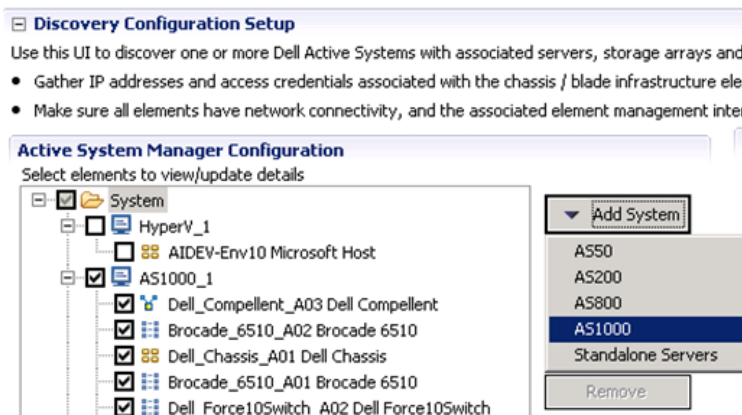 Discovery Configuration Setup
Use this UI to discover one or more Dell Active Systems with associated servers, storage arrays and
Gather IP addresses and access credentials associated with the chassis / blade infrastructure ele
Make sure all elements have network connectivity, and the associated element management inter
Active System Manager Configuration
Select elements to view/update details
System
HyperV_1
AIDEV-Env10 Microsoft Host
AS1000_1
Dell_Compellent_A03 Dell Compellent
Brocade_6510_A02 Brocade 6510
Dell_Chassis_A01 Dell Chassis
Brocade_6510_A01 Brocade 6510
Dell_Force10Switch_A02 Dell Force10Switch
Add System
AS50
AS200
AS800
AS1000
Standalone Servers
Remove